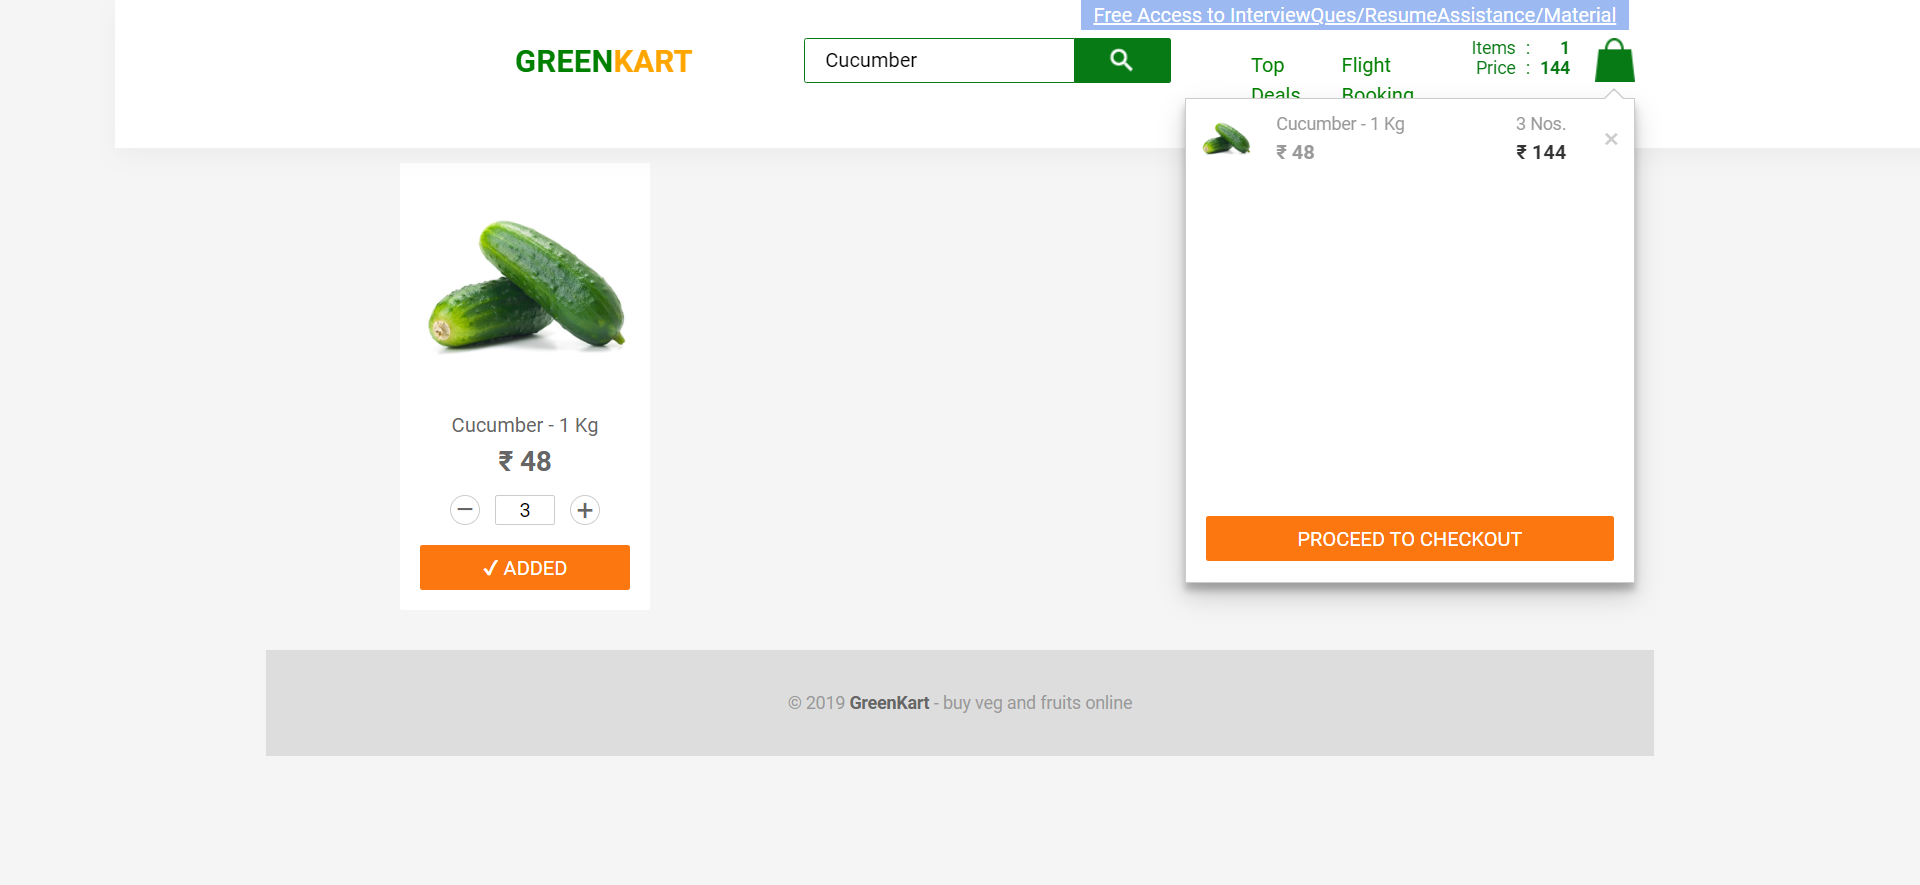 Free Access to InterviewQues/ResumeAssistance/Material
GREENKART
Cucumber
Top Deals
Flight Booking
Items : 1
Price : 144
Cucumber - 1 Kg
₹ 48
3 Nos.
₹ 144
×
PROCEED TO CHECKOUT
Cucumber - 1 Kg
₹ 48
− 3 +
✓ ADDED
© 2019 GreenKart - buy veg and fruits online